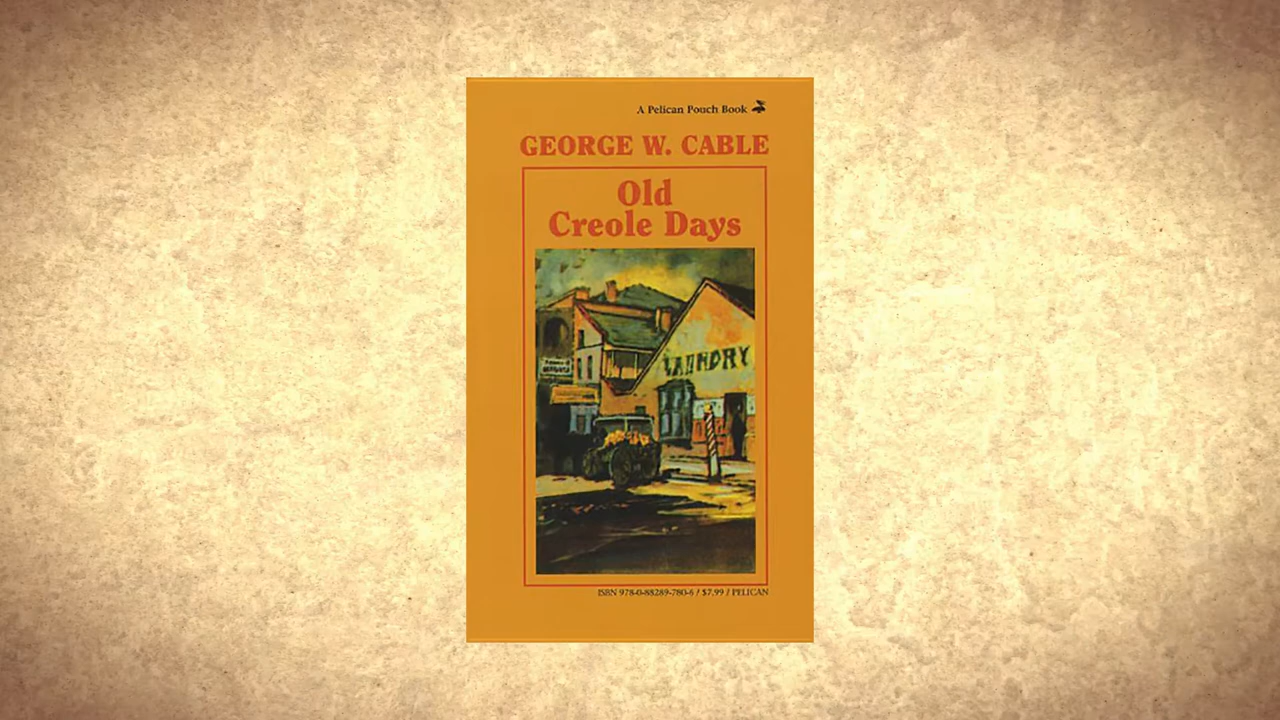 A Pelican Pouch Book
GEORGE W. CABLE
Old
Creole Days
LAUNDRY
ISBN 978-0-88289-780-6 / $7.99 / PELICAN